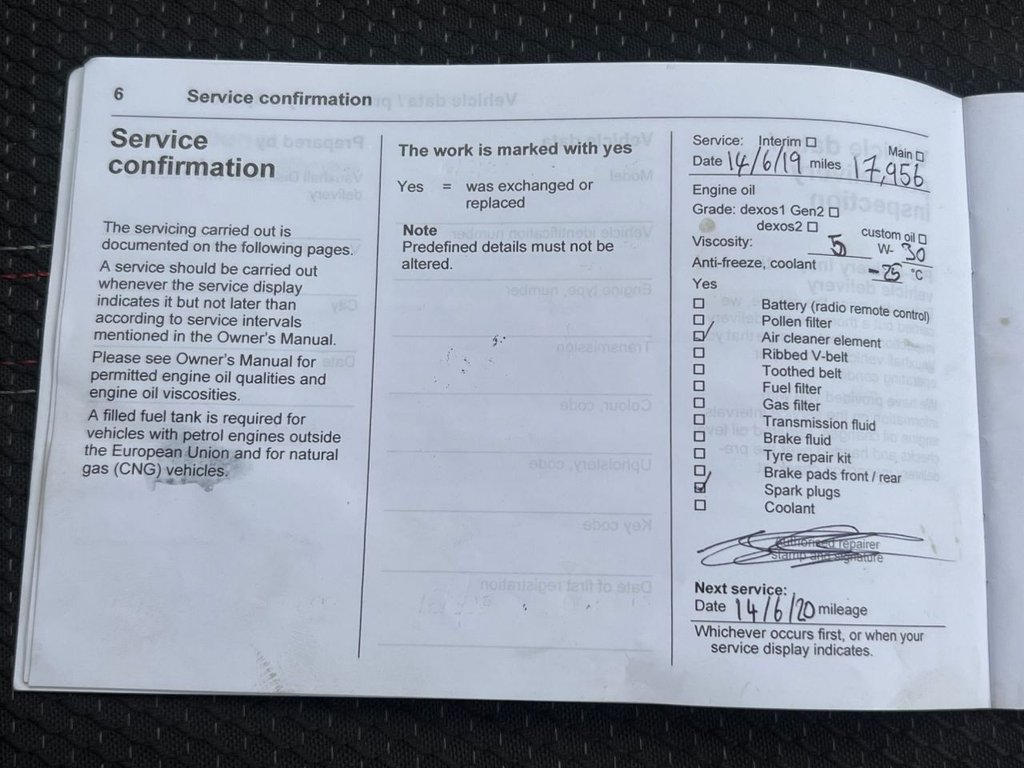 6 Service confirmation
Service
confirmation
The servicing carried out is
documented on the following pages.
A service should be carried out
whenever the service display
indicates it but not later than
according to service intervals
mentioned in the Owner's Manual.
Please see Owner's Manual for
permitted engine oil qualities and
engine oil viscosities.
A filled fuel tank is required for
vehicles with petrol engines outside
the European Union and for natural
gas (CNG) vehicles.
The work is marked with yes
Yes = was exchanged or
replaced
Note
Predefined details must not be
altered.
Service: Interim ☐ Main ☐
Date 14/6/19 miles 17,956
Engine oil
Grade: dexos1 Gen2 ☐
dexos2 ☐ custom oil ☐
Viscosity: 5 W- 30
Anti-freeze, coolant -25 °C
Yes
☐ Battery (radio remote control)
☐ Pollen filter
☑ Air cleaner element
☐ Ribbed V-belt
☐ Toothed belt
☐ Fuel filter
☐ Gas filter
☐ Transmission fluid
☐ Brake fluid
☐ Tyre repair kit
☐ Brake pads front / rear
☑ Spark plugs
☐ Coolant
Authorised repairer
stamp and signature
Next service:
Date 14/6/20 mileage
Whichever occurs first, or when your
service display indicates.